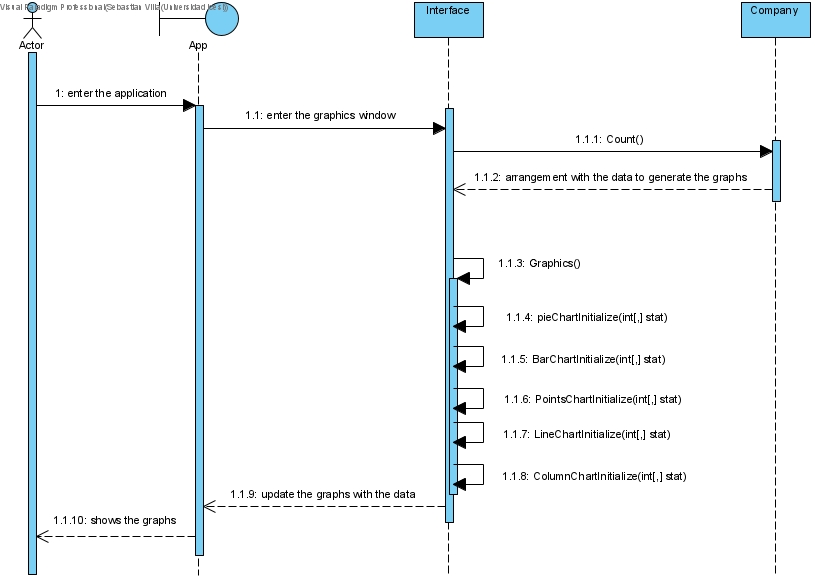 Visual Paradigm Professional(Sebastian Villa(Universidad Icesi))
Actor
App
Interface
Company
1: enter the application
1.1: enter the graphics window
1.1.1: Count()
1.1.2: arrangement with the data to generate the graphs
1.1.3: Graphics()
1.1.4: pieChartInitialize(int[,] stat)
1.1.5: BarChartInitialize(int[,] stat)
1.1.6: PointsChartInitialize(int[,] stat)
1.1.7: LineChartInitialize(int[,] stat)
1.1.8: ColumnChartInitialize(int[,] stat)
1.1.9: update the graphs with the data
1.1.10: shows the graphs